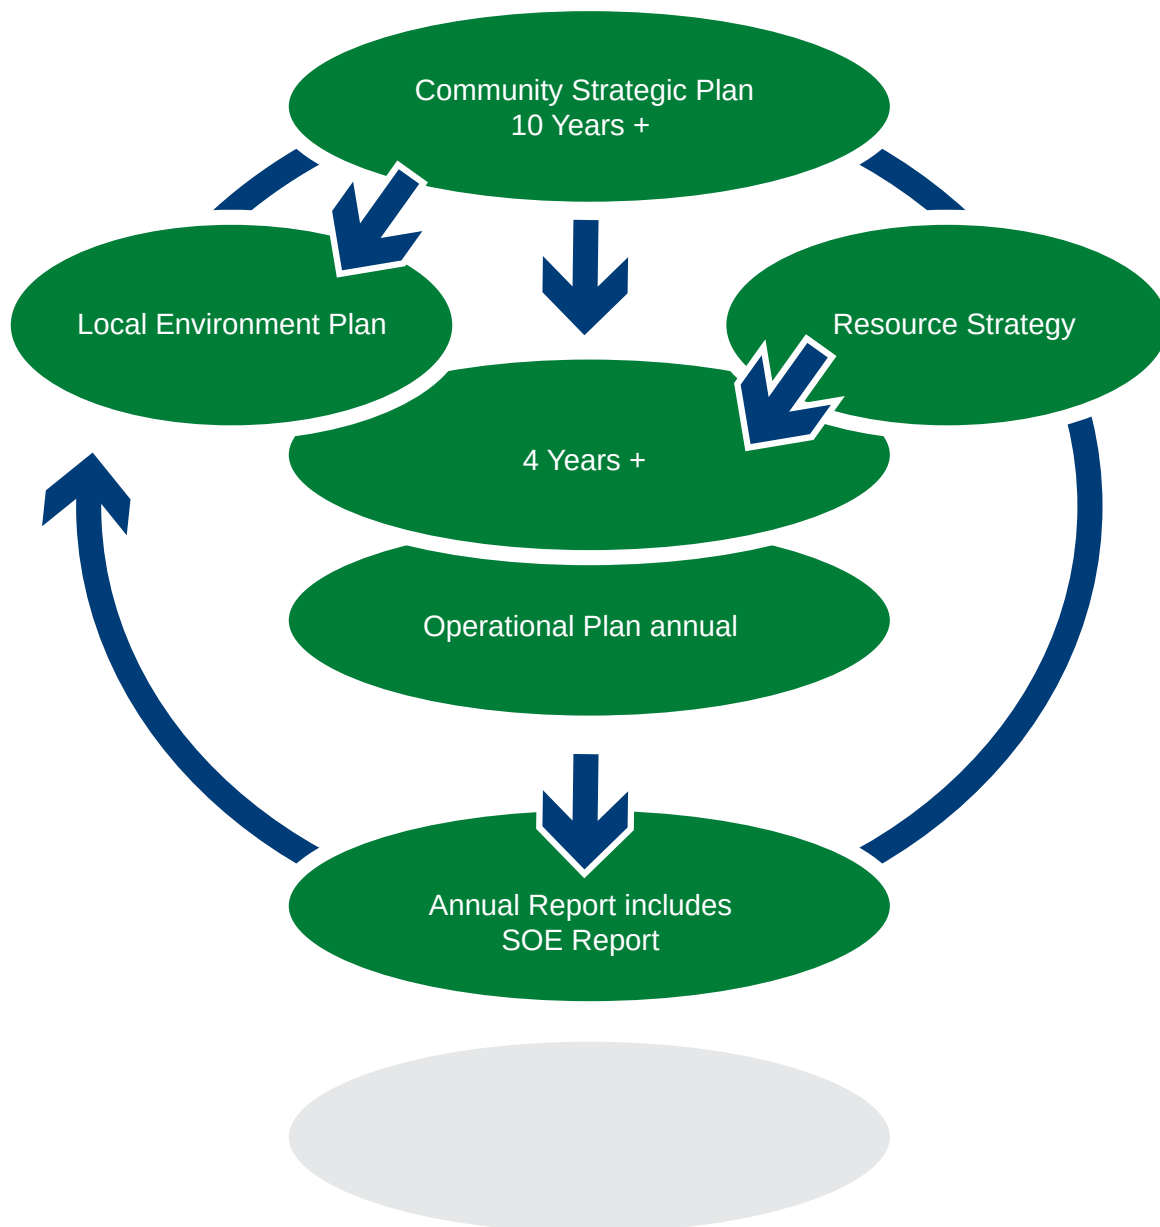 Community Strategic Plan
10 Years +
Local Environment Plan
Resource Strategy
4 Years +
Operational Plan annual
Annual Report includes
SOE Report